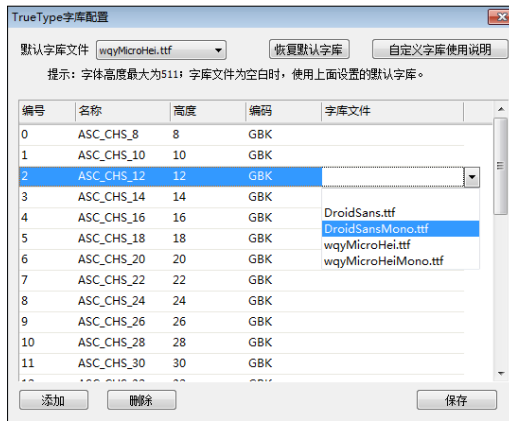 TrueType字库配置
默认字库文件 wqyMicroHei.ttf 恢复默认字库 自定义字库使用说明
提示：字体高度最大为511；字库文件为空白时，使用上面设置的默认字库。
编号 名称 高度 编码 字库文件
0 ASC_CHS_8 8 GBK
1 ASC_CHS_10 10 GBK
2 ASC_CHS_12 12 GBK
3 ASC_CHS_14 14 GBK
4 ASC_CHS_16 16 GBK DroidSans.ttf
5 ASC_CHS_18 18 GBK DroidSansMono.ttf
6 ASC_CHS_20 20 GBK wqyMicroHei.ttf
wqyMicroHeiMono.ttf
7 ASC_CHS_22 22 GBK
8 ASC_CHS_24 24 GBK
9 ASC_CHS_26 26 GBK
10 ASC_CHS_28 28 GBK
11 ASC_CHS_30 30 GBK
添加 删除 保存